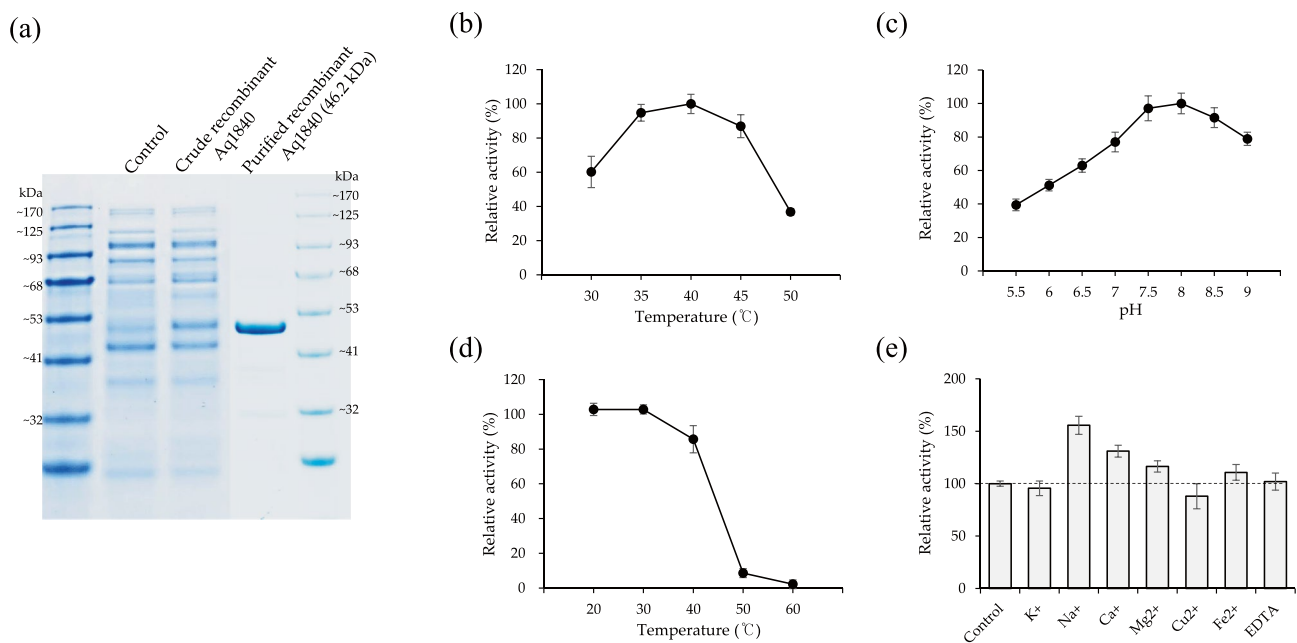 (a)
Control
Crude recombinant
Aq1840
Purified recombinant
Aq1840 (46.2 kDa)
kDa
~170
~125
~93
~68
~53
~41
~32
kDa
~170
~125
~93
~68
~53
~41
~32
(b)
Relative activity (%)
120
100
80
60
40
20
0
30 35 40 45 50
Temperature (℃)
(c)
Relative activity (%)
120
100
80
60
40
20
0
5.5 6 6.5 7 7.5 8 8.5 9
pH
(d)
Relative activity (%)
120
100
80
60
40
20
0
20 30 40 50 60
Temperature (℃)
(e)
Relative activity (%)
200
150
100
50
0
Control K+ Na+ Ca+ Mg2+ Cu2+ Fe2+ EDTA